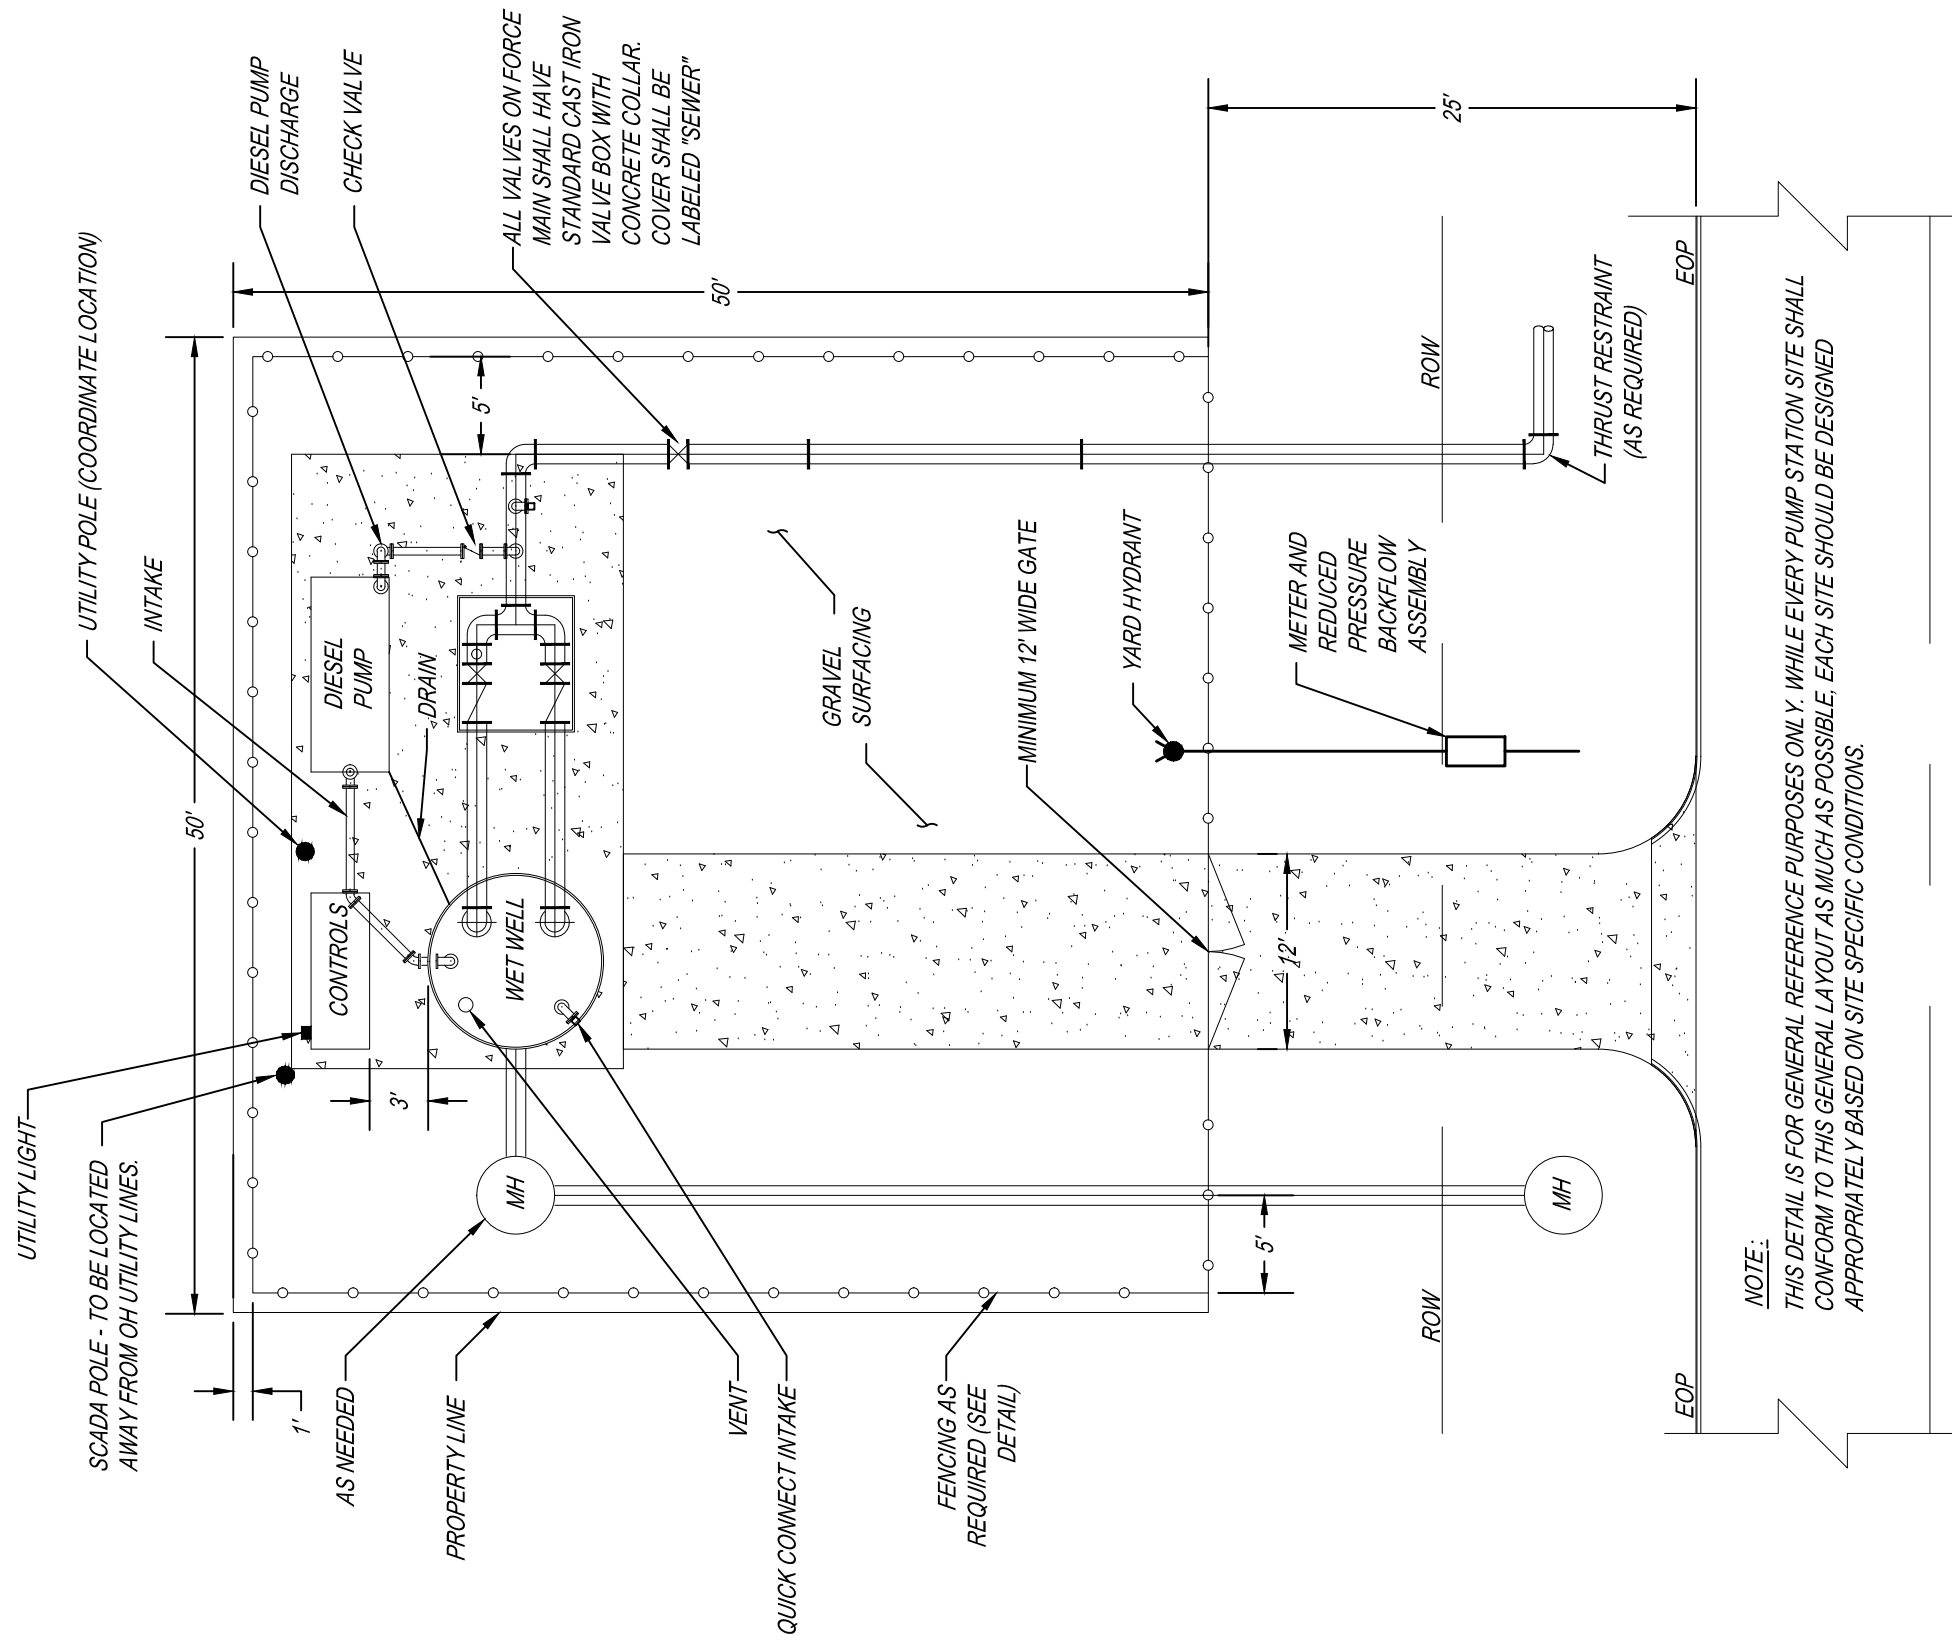 UTILITY LIGHT
SCADA POLE - TO BE LOCATED
AWAY FROM OH UTILITY LINES.
1'
AS NEEDED
PROPERTY LINE
VENT
QUICK CONNECT INTAKE
FENCING AS
REQUIRED (SEE
DETAIL)
UTILITY POLE (COORDINATE LOCATION)
INTAKE
DIESEL PUMP
DISCHARGE
CHECK VALVE
ALL VALVES ON FORCE
MAIN SHALL HAVE
STANDARD CAST IRON
VALVE BOX WITH
CONCRETE COLLAR.
COVER SHALL BE
LABELED "SEWER"
50'
50'
5'
3'
CONTROLS
DIESEL
PUMP
DRAIN
WET WELL
MH
GRAVEL
SURFACING
MINIMUM 12' WIDE GATE
YARD HYDRANT
METER AND
REDUCED
PRESSURE
BACKFLOW
ASSEMBLY
12'
5'
25'
ROW
ROW
MH
THRUST RESTRAINT
(AS REQUIRED)
EOP
EOP
NOTE:
THIS DETAIL IS FOR GENERAL REFERENCE PURPOSES ONLY. WHILE EVERY PUMP STATION SITE SHALL
CONFORM TO THIS GENERAL LAYOUT AS MUCH AS POSSIBLE, EACH SITE SHOULD BE DESIGNED
APPROPRIATELY BASED ON SITE SPECIFIC CONDITIONS.